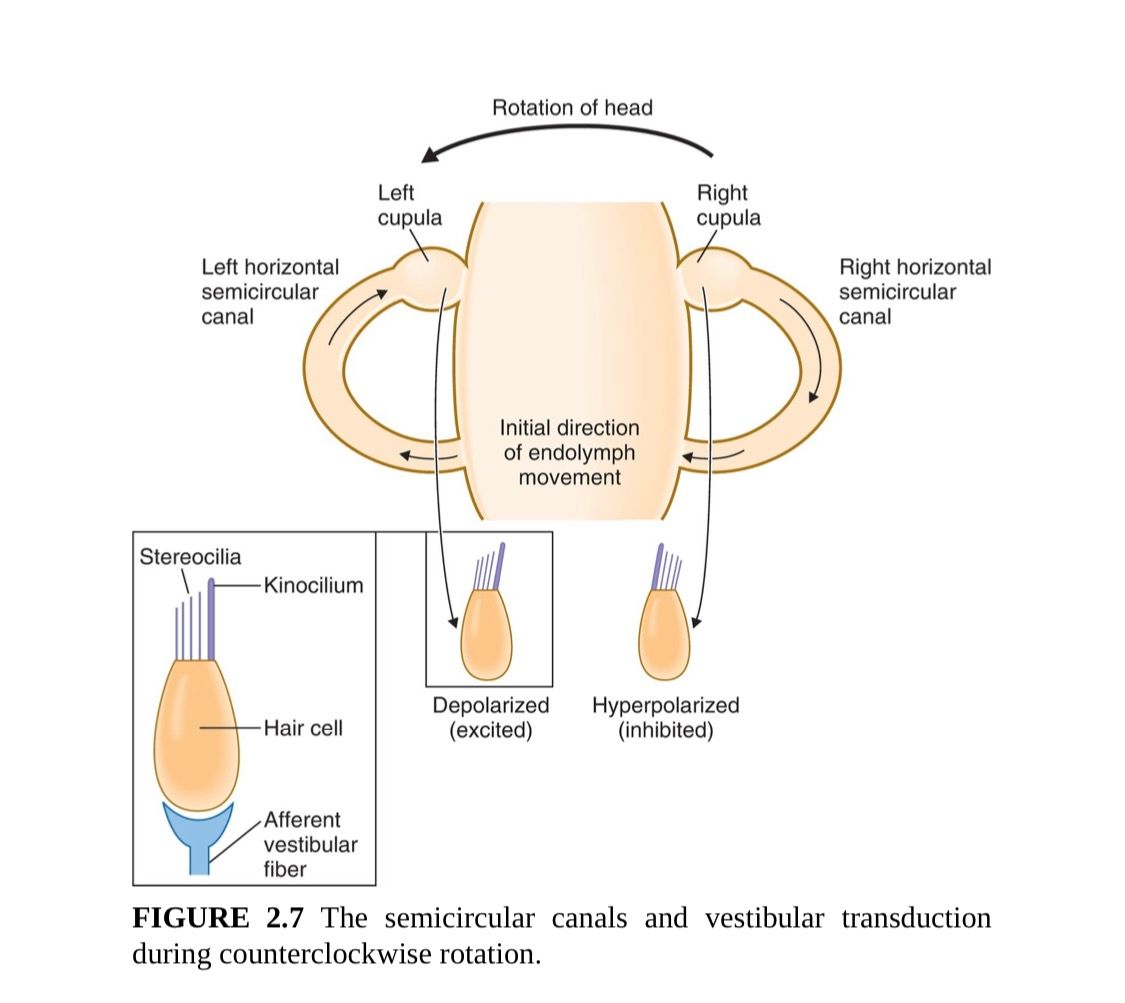 Rotation of head
Left
cupula
Right
cupula
Left horizontal
semicircular
canal
Right horizontal
semicircular
canal
Initial direction
of endolymph
movement
Stereocilia
Kinocilium
Hair cell
Afferent
vestibular
fiber
Depolarized
(excited)
Hyperpolarized
(inhibited)
FIGURE 2.7 The semicircular canals and vestibular transduction
during counterclockwise rotation.